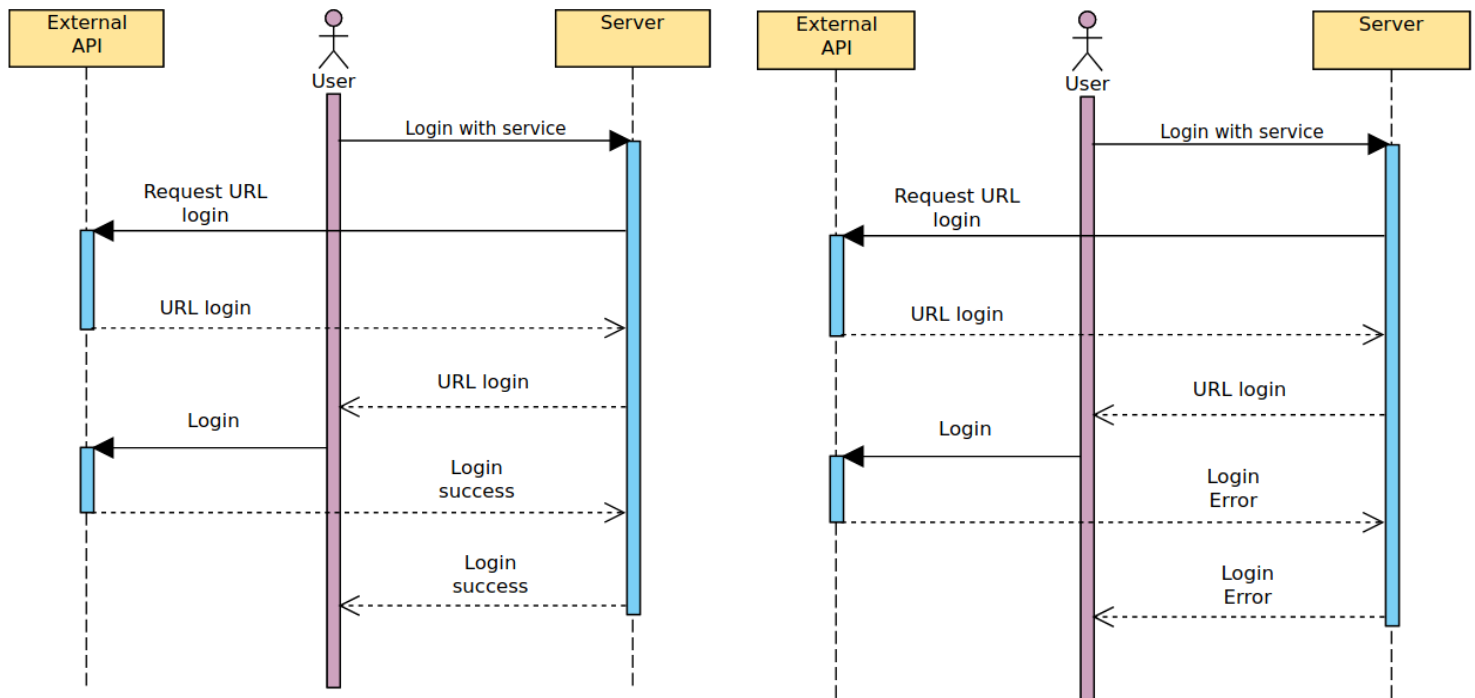 External
API
User
Server
Login with service
Request URL
login
URL login
URL login
Login
Login
success
Login
success
External
API
User
Server
Login with service
Request URL
login
URL login
URL login
Login
Login
Error
Login
Error